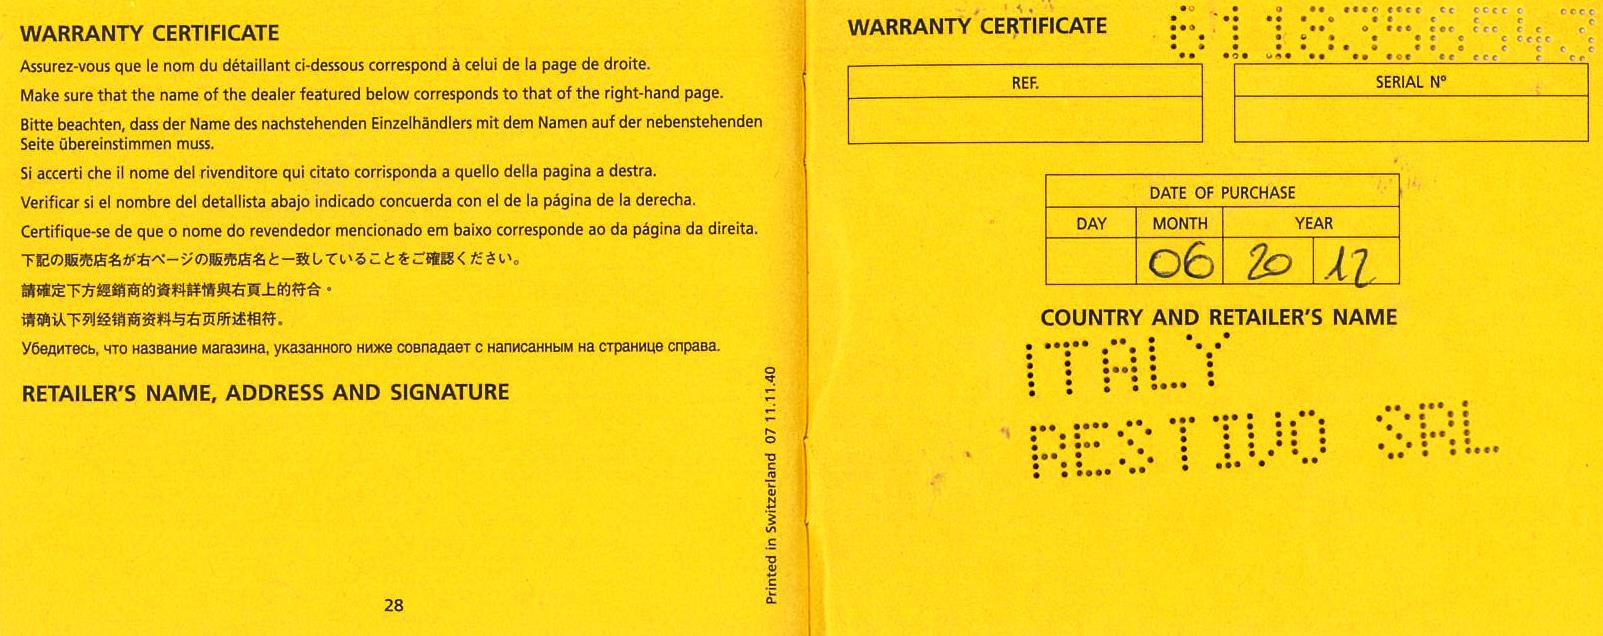 WARRANTY CERTIFICATE
Assurez-vous que le nom du détaillant ci-dessous correspond à celui de la page de droite.
Make sure that the name of the dealer featured below corresponds to that of the right-hand page.
Bitte beachten, dass der Name des nachstehenden Einzelhändlers mit dem Namen auf der nebenstehenden
Seite übereinstimmen muss.
Si accerti che il nome del rivenditore qui citato corrisponda a quello della pagina a destra.
Verificar si el nombre del detallista abajo indicado concuerda con el de la página de la derecha.
Certifique-se de que o nome do revendedor mencionado em baixo corresponde ao da página da direita.
下記の販売店名が右ページの販売店名と一致していることをご確認ください。
請確定下方經銷商的資料詳情與右頁上的符合。
请确认下列经销商资料与右页所述相符。
Убедитесь, что название магазина, указанного ниже совпадает с написанным на странице справа.
RETAILER'S NAME, ADDRESS AND SIGNATURE
Printed in Switzerland 07 11.11.40
28
WARRANTY CERTIFICATE
REF.
SERIAL Nº
DATE OF PURCHASE
DAY MONTH YEAR
06 20 12
COUNTRY AND RETAILER'S NAME
ITALY
RESTIVO SRL